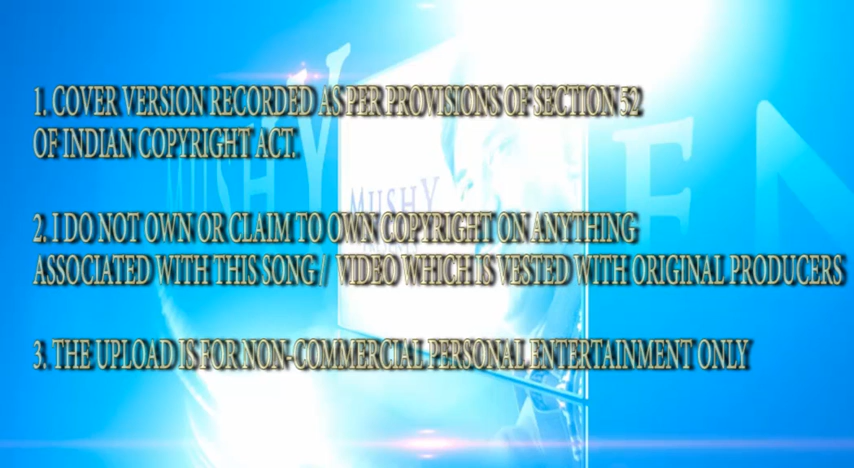 1. COVER VERSION RECORDED AS PER PROVISIONS OF SECTION 52
OF INDIAN COPYRIGHT ACT.
2. I DO NOT OWN OR CLAIM TO OWN COPYRIGHT ON ANYTHING
ASSOCIATED WITH THIS SONG / VIDEO WHICH IS VESTED WITH ORIGINAL PRODUCERS
3. THE UPLOAD IS FOR NON-COMMERCIAL PERSONAL ENTERTAINMENT ONLY
MUSHY
MUSHY